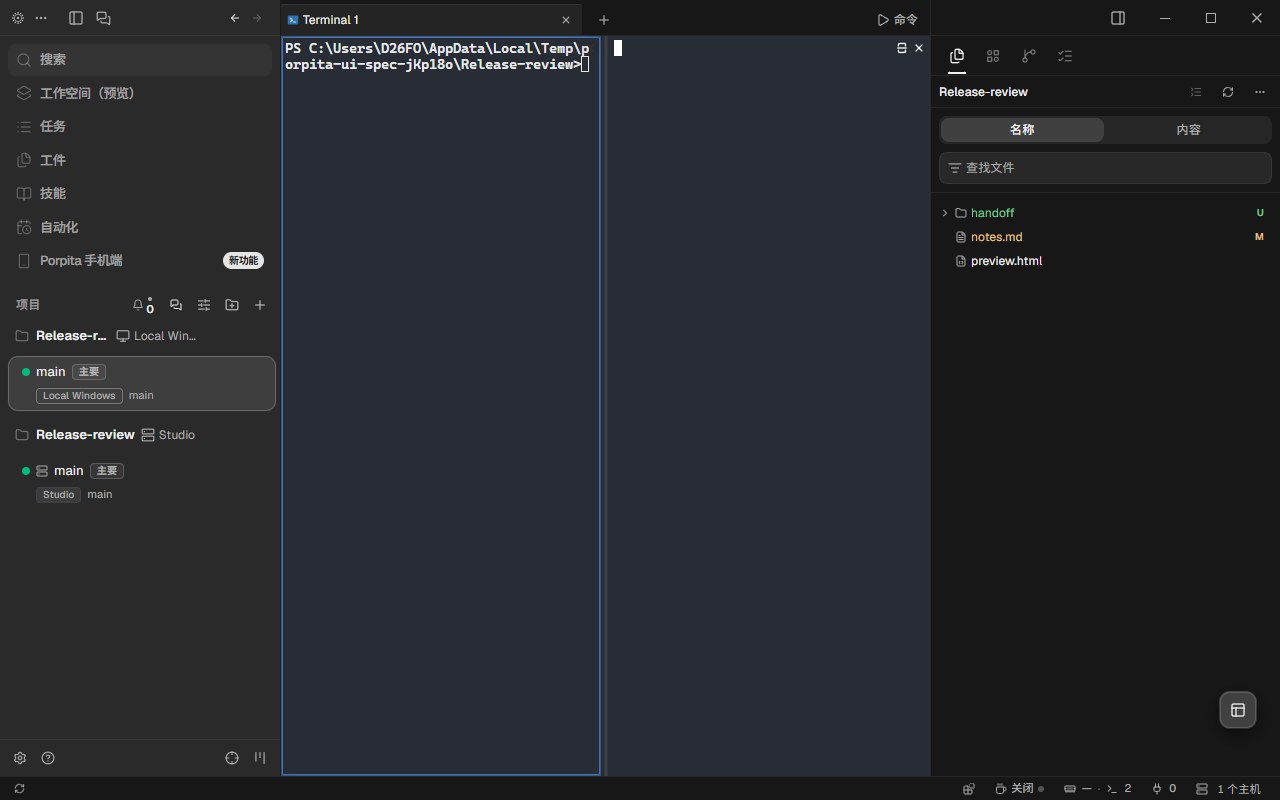 Terminal 1
命令
搜索
工作空间（预览）
任务
工件
技能
自动化
Porpita 手机端
新功能
项目
0
Release-r...
Local Win...
main
主要
Local Windows
main
Release-review
Studio
main
主要
Studio
main
PS C:\Users\D26FO\AppData\Local\Temp\p
orpita-ui-spec-jKp18o\Release-review>
Release-review
名称
内容
查找文件
handoff
U
notes.md
M
preview.html
关闭
2
0
1 个主机